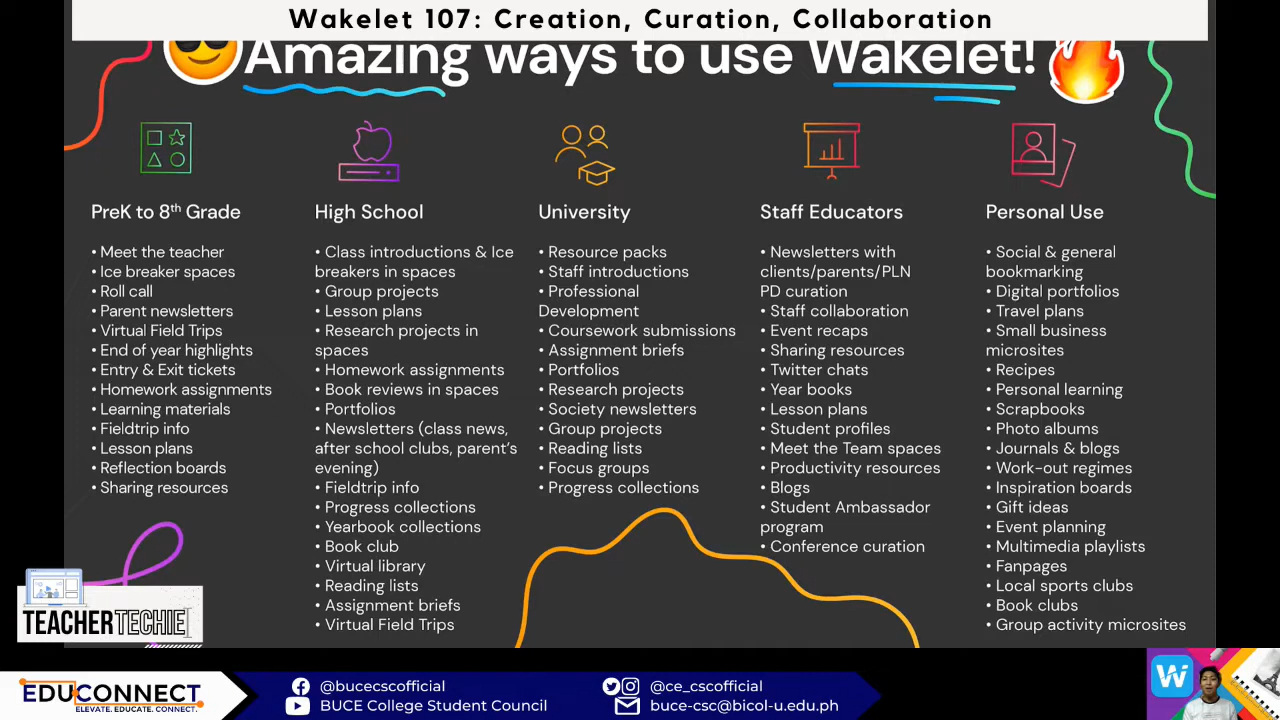 Wakelet 107: Creation, Curation, Collaboration
Amazing ways to use Wakelet!
PreK to 8th Grade
• Meet the teacher
• Ice breaker spaces
• Roll call
• Parent newsletters
• Virtual Field Trips
• End of year highlights
• Entry & Exit tickets
• Homework assignments
• Learning materials
• Fieldtrip info
• Lesson plans
• Reflection boards
• Sharing resources
High School
• Class introductions & Ice
breakers in spaces
• Group projects
• Lesson plans
• Research projects in
spaces
• Homework assignments
• Book reviews in spaces
• Portfolios
• Newsletters (class news,
after school clubs, parent's
evening)
• Fieldtrip info
• Progress collections
• Yearbook collections
• Book club
• Virtual library
• Reading lists
• Assignment briefs
• Virtual Field Trips
University
• Resource packs
• Staff introductions
• Professional
Development
• Coursework submissions
• Assignment briefs
• Portfolios
• Research projects
• Society newsletters
• Group projects
• Reading lists
• Focus groups
• Progress collections
Staff Educators
• Newsletters with
clients/parents/PLN
PD curation
• Staff collaboration
• Event recaps
• Sharing resources
• Twitter chats
• Year books
• Lesson plans
• Student profiles
• Meet the Team spaces
• Productivity resources
• Blogs
• Student Ambassador
program
• Conference curation
Personal Use
• Social & general
bookmarking
• Digital portfolios
• Travel plans
• Small business
microsites
• Recipes
• Personal learning
• Scrapbooks
• Photo albums
• Journals & blogs
• Work-out regimes
• Inspiration boards
• Gift ideas
• Event planning
• Multimedia playlists
• Fanpages
• Local sports clubs
• Book clubs
• Group activity microsites
TEACHERTECHIE
EDUCONNECT
ELEVATE. EDUCATE. CONNECT.
@bucecscofficial
BUCE College Student Council
@ce_cscofficial
buce-csc@bicol-u.edu.ph
W